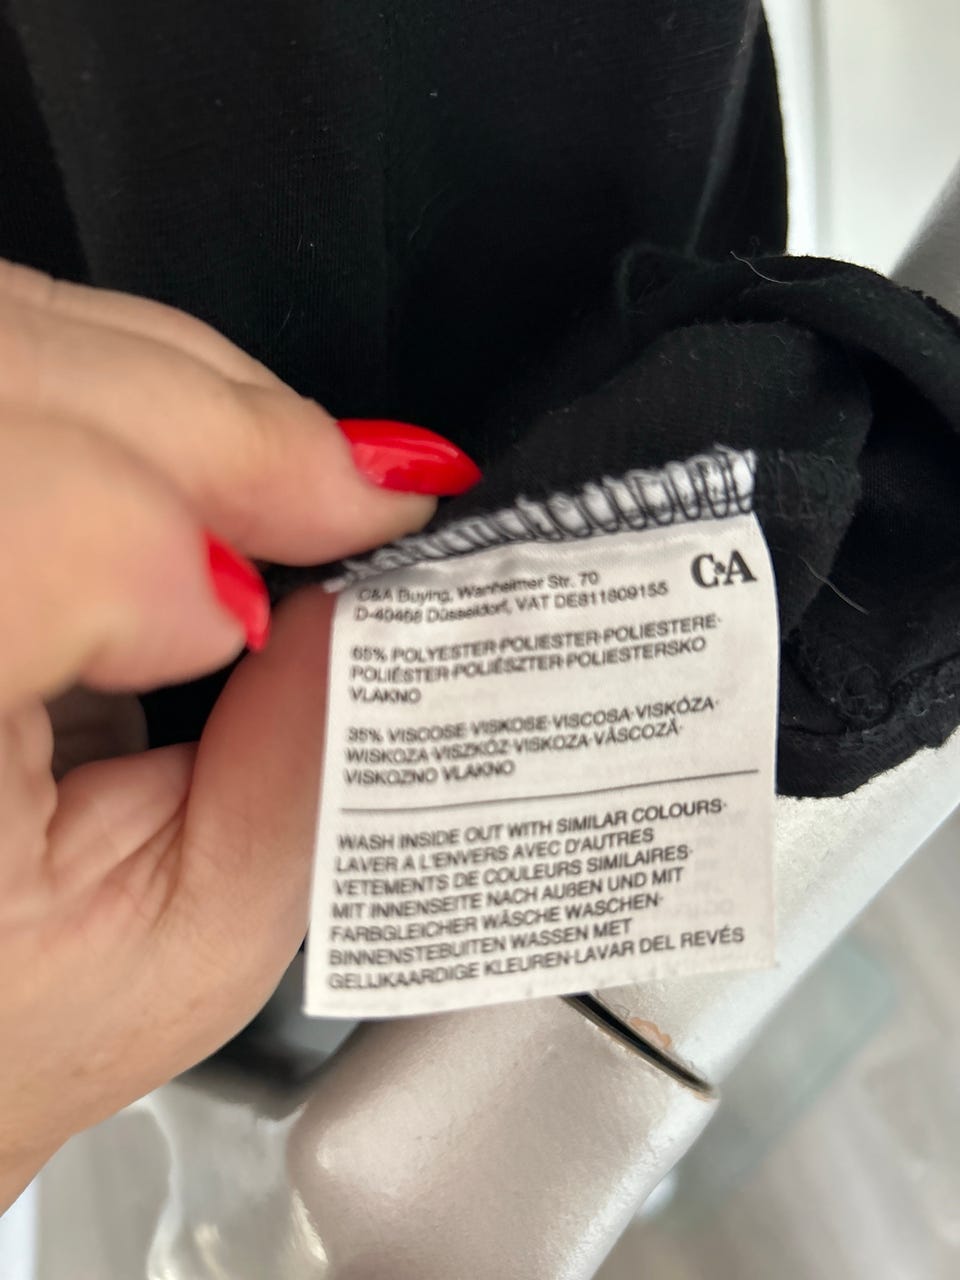 C&A
C&A Buying, Wanheimer Str. 70
D-40468 Düsseldorf, VAT DE811809155
65% POLYESTER·POLIESTER·POLIESTERE·
POLIÉSTER·POLIÉSZTER·POLIESTERSKO
VLAKNO
35% VISCOSE·VISKOSE·VISCOSA·VISKÓZA·
WISKOZA·VISZKÓZ·VISKOZA·VÂSCOZĂ·
VISKOZNO VLAKNO
WASH INSIDE OUT WITH SIMILAR COLOURS·
LAVER A L'ENVERS AVEC D'AUTRES
VETEMENTS DE COULEURS SIMILAIRES·
MIT INNENSEITE NACH AUßEN UND MIT
FARBGLEICHER WÄSCHE WASCHEN·
BINNENSTEBUITEN WASSEN MET
GELIJKAARDIGE KLEUREN·LAVAR DEL REVÉS